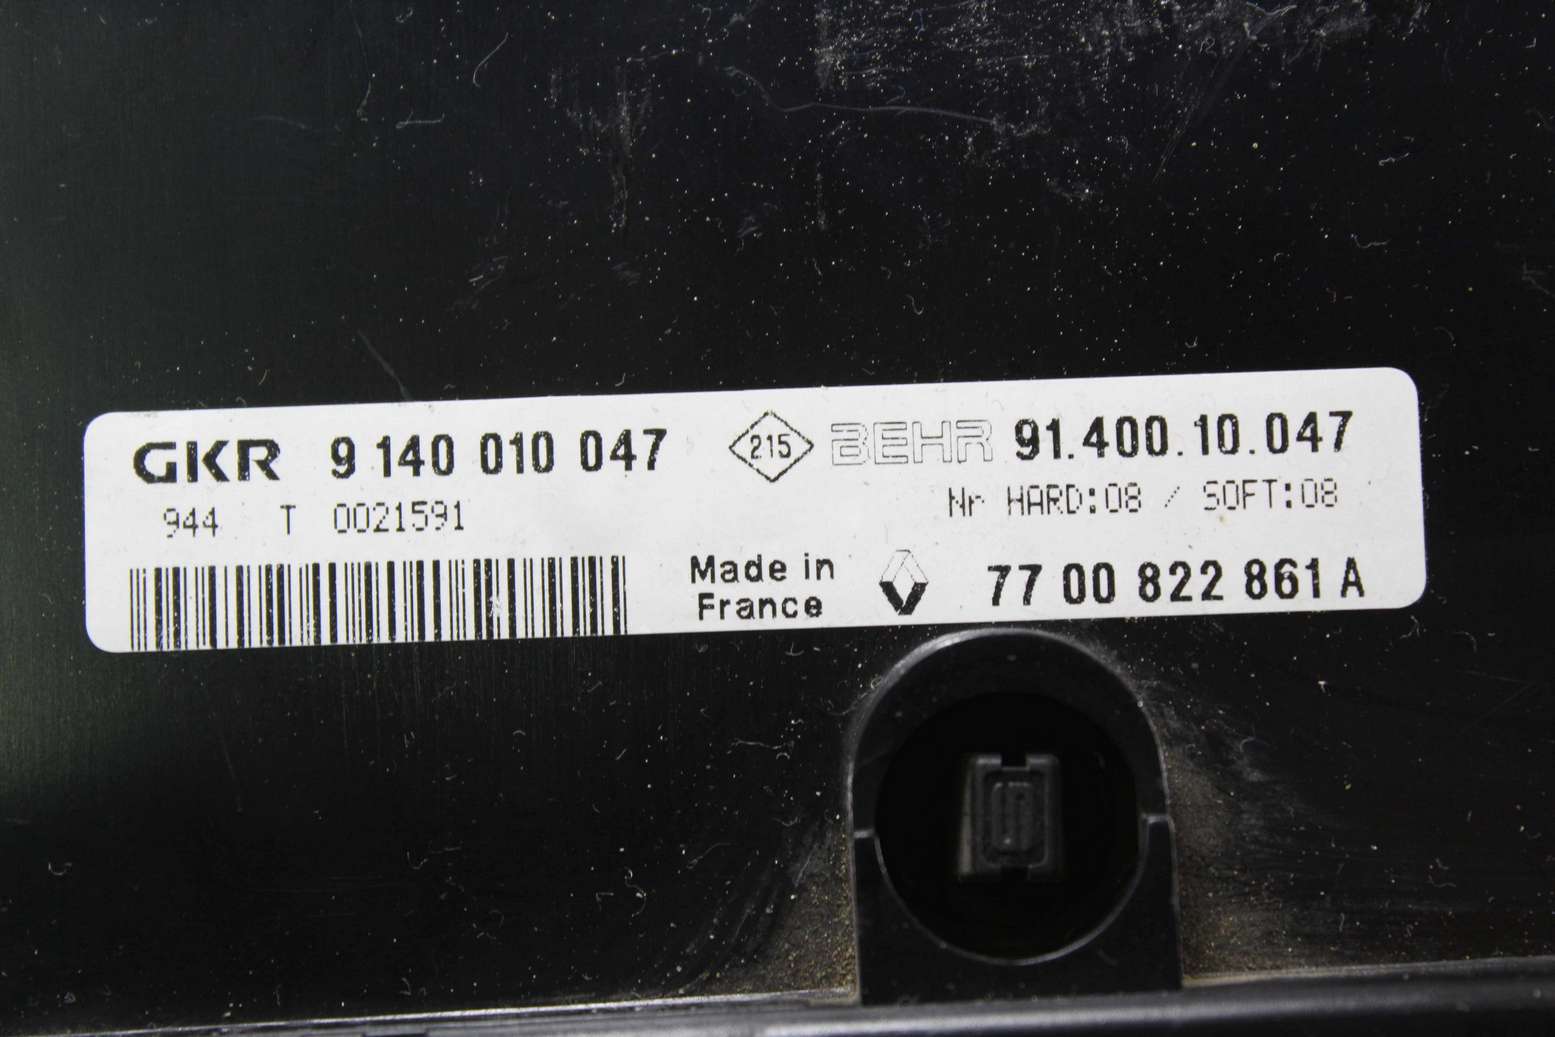 GKR 9 140 010 047 215 BEHR 91.400.10.047
944 T 0021591 Nr HARD:08 / SOFT:08
Made in
France 77 00 822 861 A